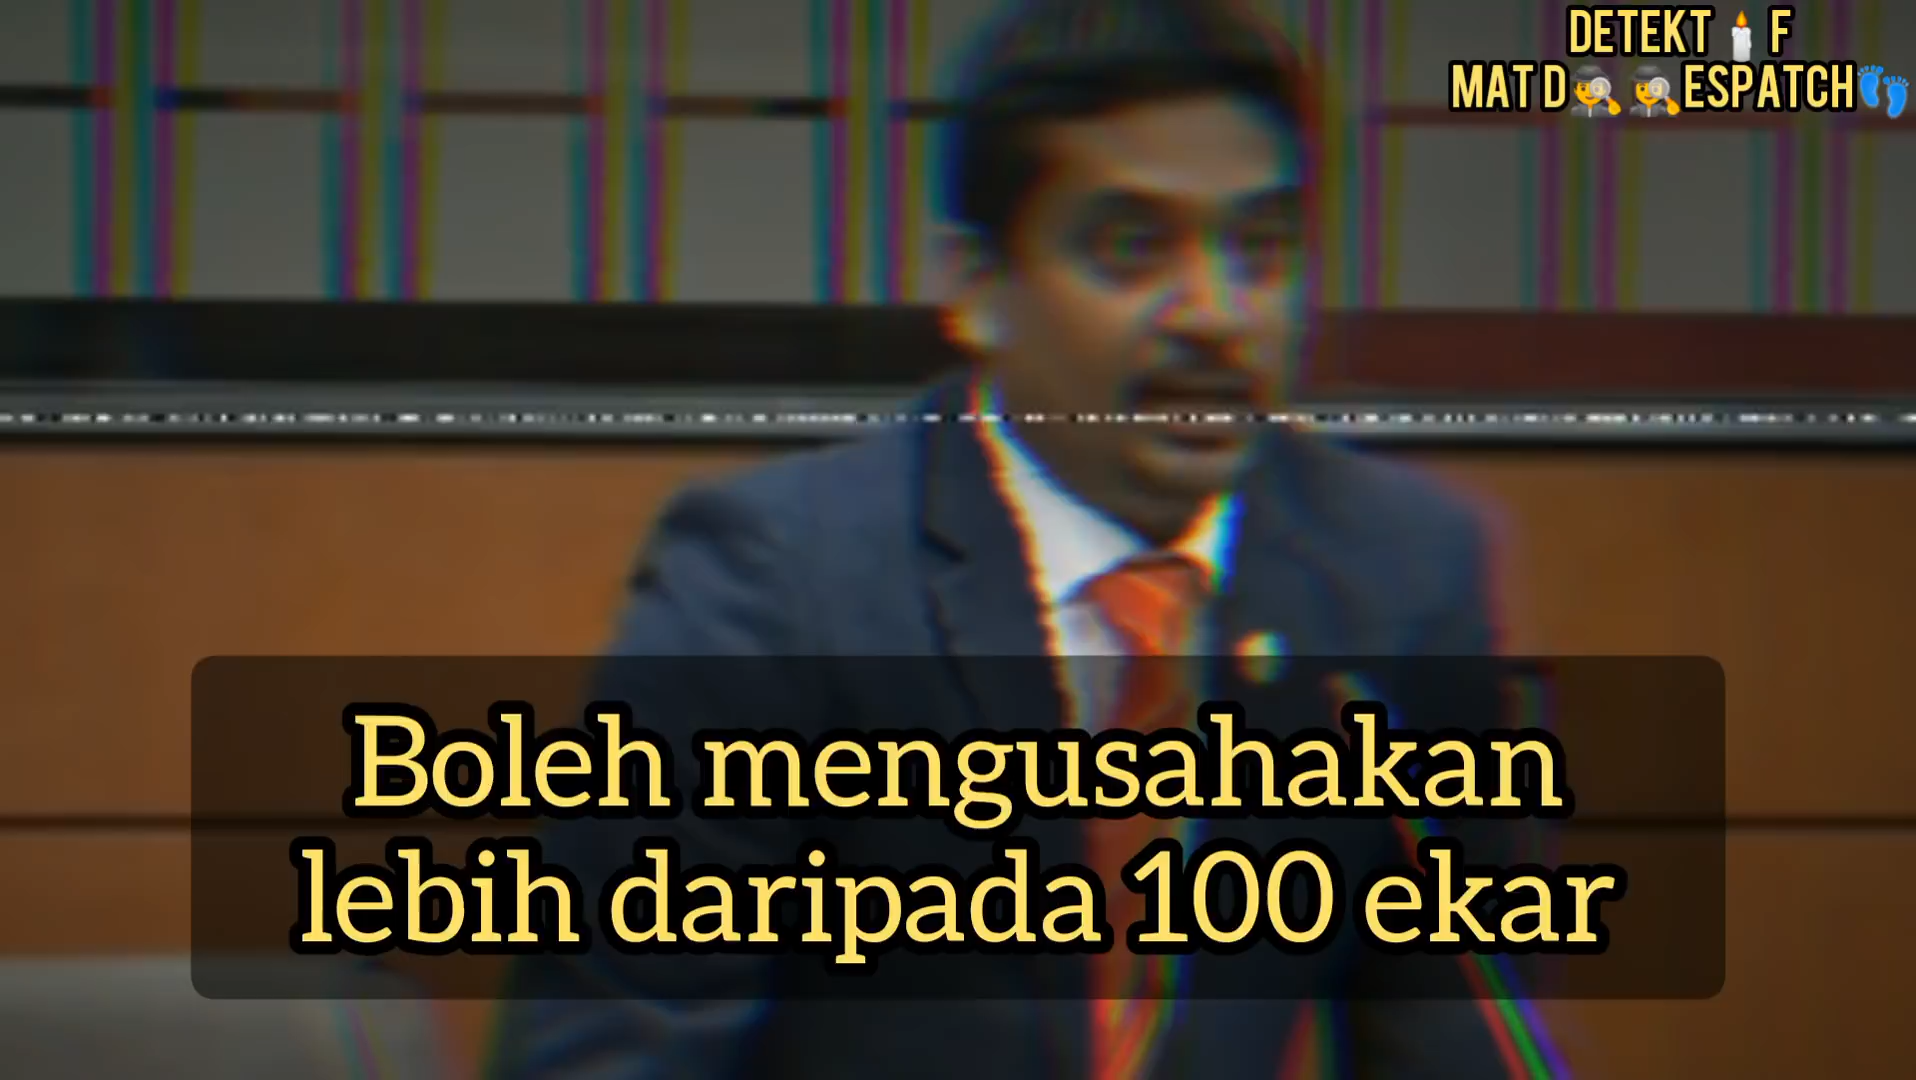 DETEKT🕯️F
MAT D🕵️🕵️ESPATCH👣
Boleh mengusahakan
lebih daripada 100 ekar